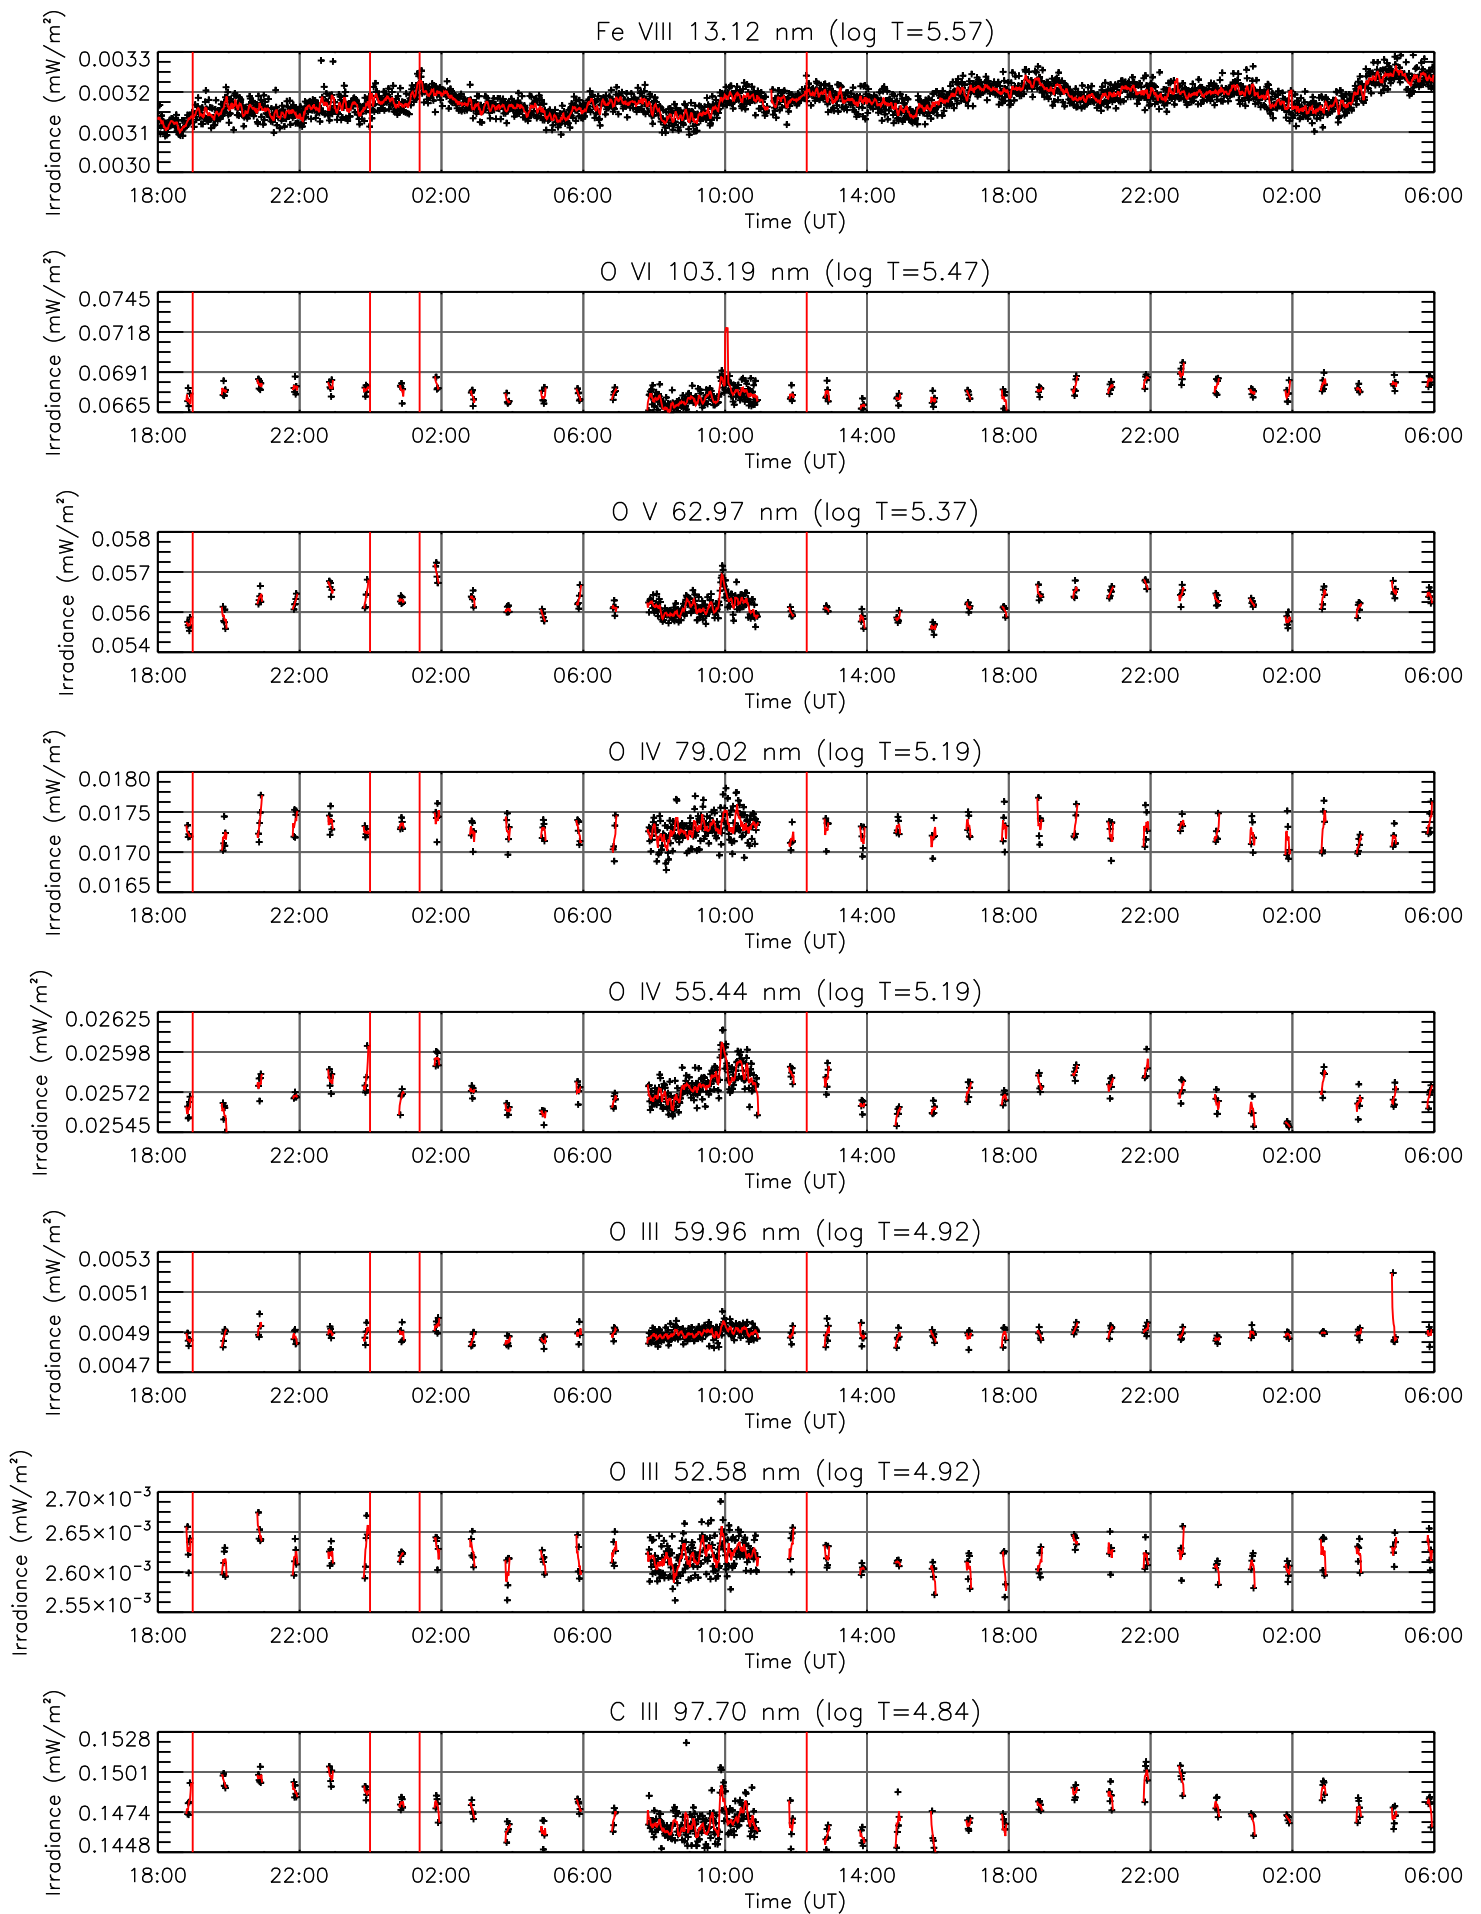 Fe VIII 13.12 nm (log T=5.57)
Irradiance (mW/m²)
0.0033
0.0032
0.0031
0.0030
18:00 22:00 02:00 06:00 10:00 14:00 18:00 22:00 02:00 06:00
Time (UT)
O VI 103.19 nm (log T=5.47)
Irradiance (mW/m²)
0.0745
0.0718
0.0691
0.0665
18:00 22:00 02:00 06:00 10:00 14:00 18:00 22:00 02:00 06:00
Time (UT)
O V 62.97 nm (log T=5.37)
Irradiance (mW/m²)
0.058
0.057
0.056
0.054
18:00 22:00 02:00 06:00 10:00 14:00 18:00 22:00 02:00 06:00
Time (UT)
O IV 79.02 nm (log T=5.19)
Irradiance (mW/m²)
0.0180
0.0175
0.0170
0.0165
18:00 22:00 02:00 06:00 10:00 14:00 18:00 22:00 02:00 06:00
Time (UT)
O IV 55.44 nm (log T=5.19)
Irradiance (mW/m²)
0.02625
0.02598
0.02572
0.02545
18:00 22:00 02:00 06:00 10:00 14:00 18:00 22:00 02:00 06:00
Time (UT)
O III 59.96 nm (log T=4.92)
Irradiance (mW/m²)
0.0053
0.0051
0.0049
0.0047
18:00 22:00 02:00 06:00 10:00 14:00 18:00 22:00 02:00 06:00
Time (UT)
O III 52.58 nm (log T=4.92)
Irradiance (mW/m²)
2.70×10⁻³
2.65×10⁻³
2.60×10⁻³
2.55×10⁻³
18:00 22:00 02:00 06:00 10:00 14:00 18:00 22:00 02:00 06:00
Time (UT)
C III 97.70 nm (log T=4.84)
Irradiance (mW/m²)
0.1528
0.1501
0.1474
0.1448
18:00 22:00 02:00 06:00 10:00 14:00 18:00 22:00 02:00 06:00
Time (UT)